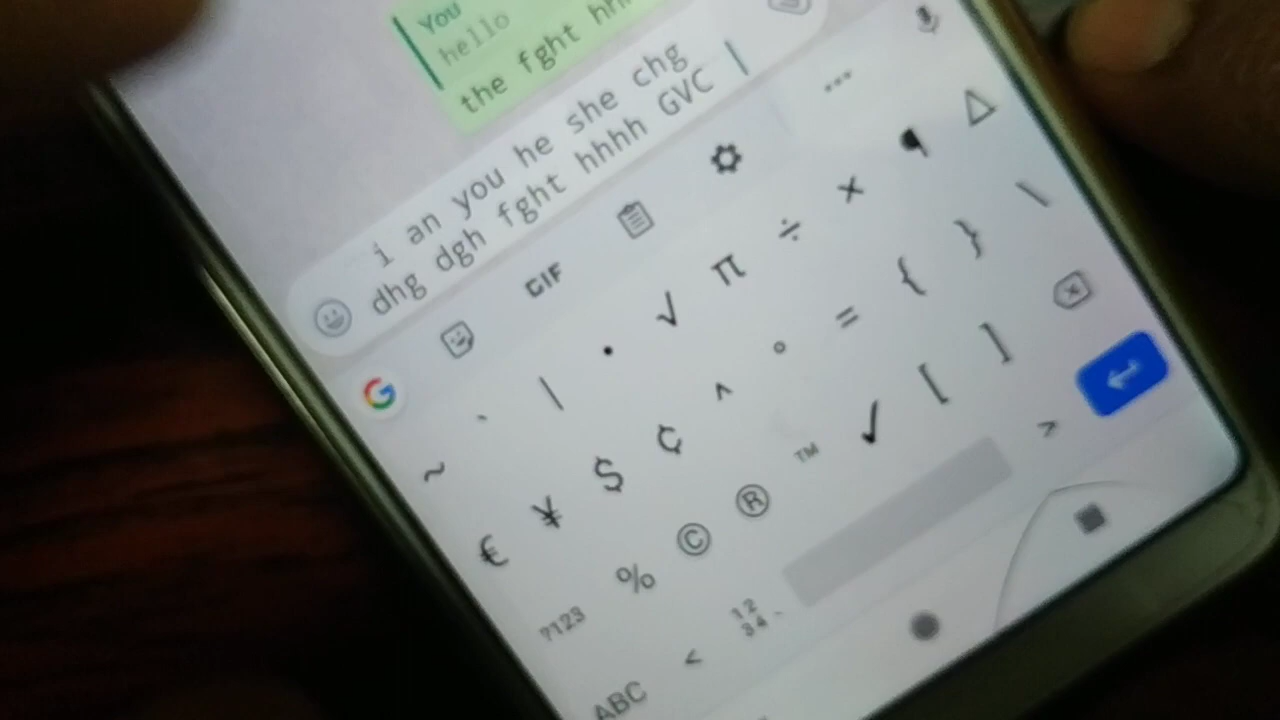 You
hello
the fght
i an you he she chg
dhg dgh fght hhhh GVC
GIF
~ ` | • √ π ÷ × ¶ Δ
€ ¥ $ ¢ ^ ° = { } \
?123 % © ® ™ ✓ [ ]
ABC < 12 34 >